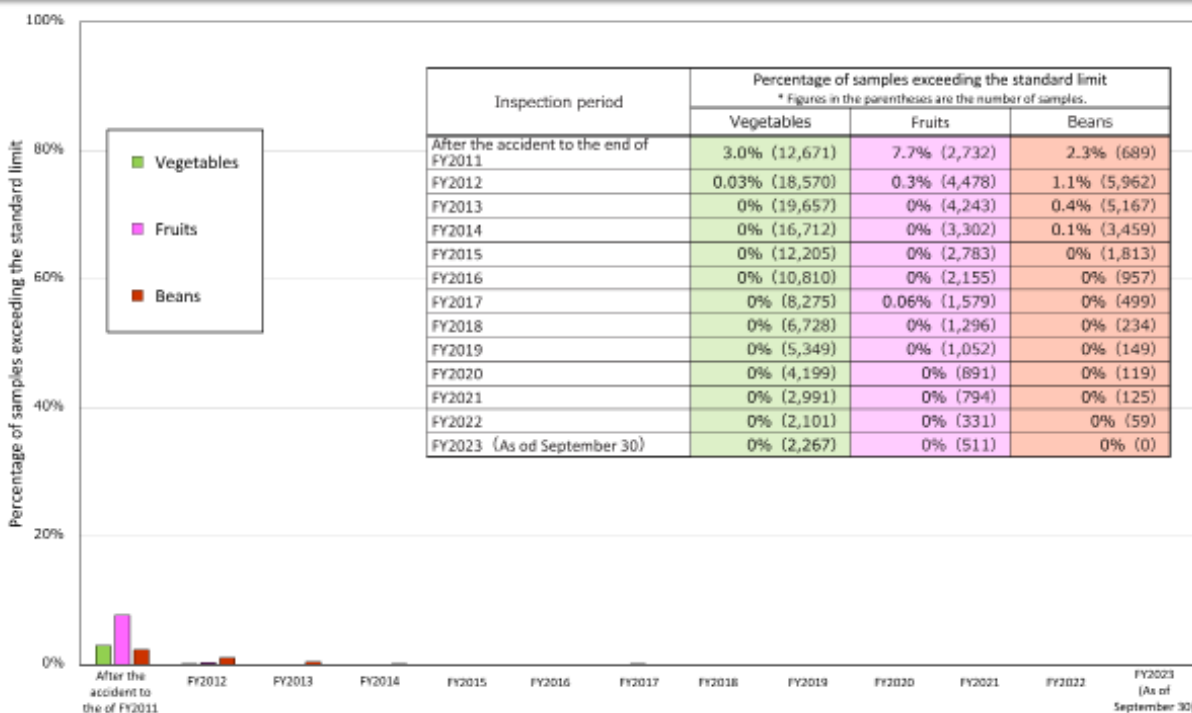 100%
80%
60%
40%
20%
0%
Percentage of samples exceeding the standard limit
Vegetables
Fruits
Beans
Inspection period
Percentage of samples exceeding the standard limit
* Figures in the parentheses are the number of samples.
Vegetables Fruits Beans
After the accident to the end of
FY2011 3.0% (12,671) 7.7% (2,732) 2.3% (689)
FY2012 0.03% (18,570) 0.3% (4,478) 1.1% (5,962)
FY2013 0% (19,657) 0% (4,243) 0.4% (5,167)
FY2014 0% (16,712) 0% (3,302) 0.1% (3,459)
FY2015 0% (12,205) 0% (2,783) 0% (1,813)
FY2016 0% (10,810) 0% (2,155) 0% (957)
FY2017 0% (8,275) 0.06% (1,579) 0% (499)
FY2018 0% (6,728) 0% (1,296) 0% (234)
FY2019 0% (5,349) 0% (1,052) 0% (149)
FY2020 0% (4,199) 0% (891) 0% (119)
FY2021 0% (2,991) 0% (794) 0% (125)
FY2022 0% (2,101) 0% (331) 0% (59)
FY2023 (As od September 30) 0% (2,267) 0% (511) 0% (0)
After the
accident to
the of FY2011
FY2012
FY2013
FY2014
FY2015
FY2016
FY2017
FY2018
FY2019
FY2020
FY2021
FY2022
FY2023
(As of
September 30)